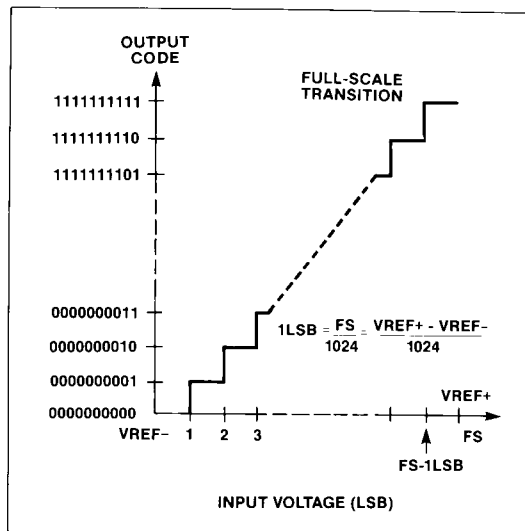 OUTPUT
CODE
FULL-SCALE
TRANSITION
1111111111
1111111110
1111111101
0000000011
0000000010
0000000001
0000000000
1LSB = FS/1024 = VREF+ - VREF-/1024
VREF+
VREF- 1 2 3 FS
FS-1LSB
INPUT VOLTAGE (LSB)